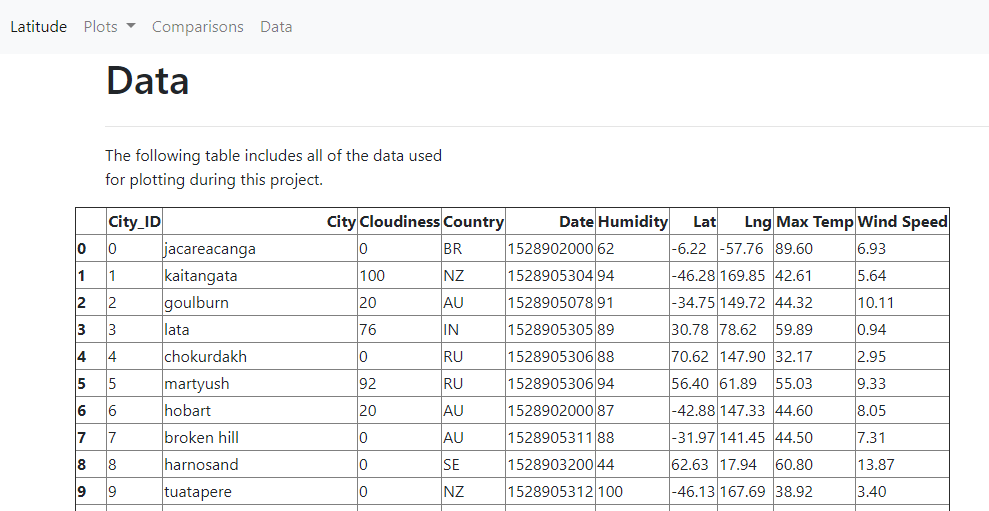 Latitude Plots Comparisons Data
Data
The following table includes all of the data used
for plotting during this project.
City_ID City Cloudiness Country Date Humidity Lat Lng Max Temp Wind Speed
0 0 jacareacanga 0 BR 1528902000 62 -6.22 -57.76 89.60 6.93
1 1 kaitangata 100 NZ 1528905304 94 -46.28 169.85 42.61 5.64
2 2 goulburn 20 AU 1528905078 91 -34.75 149.72 44.32 10.11
3 3 lata 76 IN 1528905305 89 30.78 78.62 59.89 0.94
4 4 chokurdakh 0 RU 1528905306 88 70.62 147.90 32.17 2.95
5 5 martyush 92 RU 1528905306 94 56.40 61.89 55.03 9.33
6 6 hobart 20 AU 1528902000 87 -42.88 147.33 44.60 8.05
7 7 broken hill 0 AU 1528905311 88 -31.97 141.45 44.50 7.31
8 8 harnosand 0 SE 1528903200 44 62.63 17.94 60.80 13.87
9 9 tuatapere 0 NZ 1528905312 100 -46.13 167.69 38.92 3.40